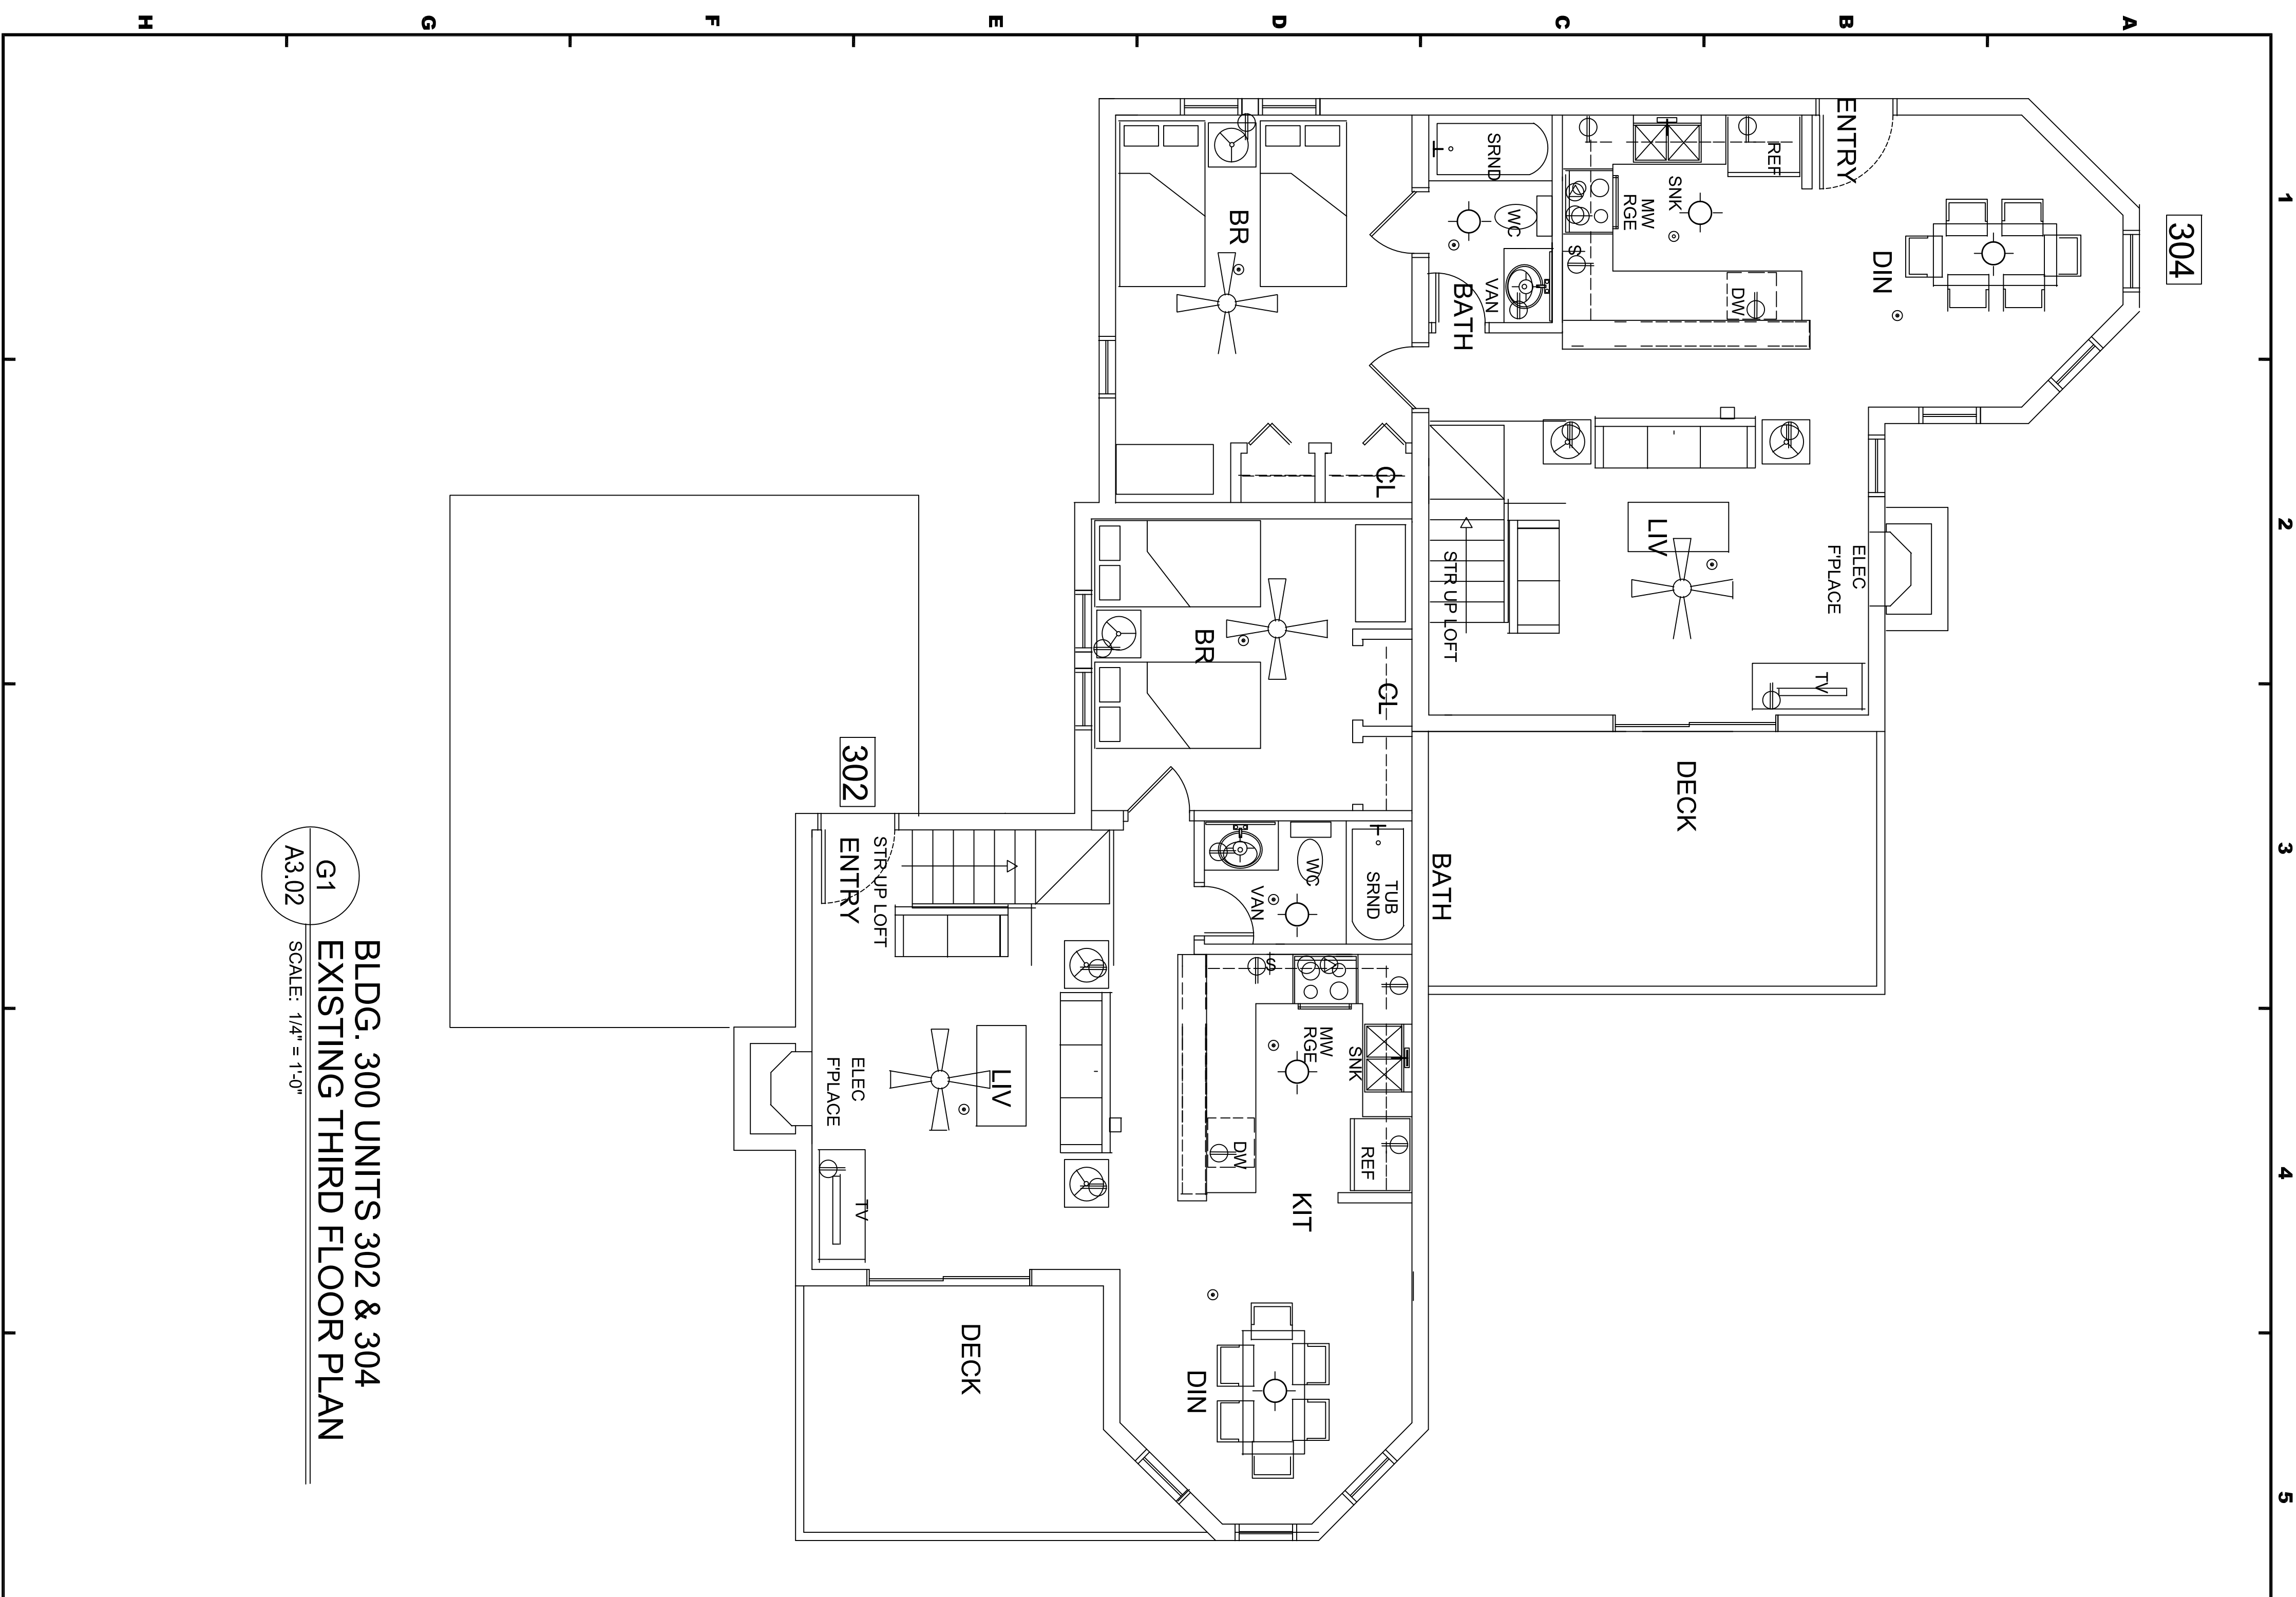 A
B
C
D
E
F
G
H
1
2
3
4
5
304
ENTRY
DIN
REF
SNK
MW
RGE
DW
S
SRND
WC
VAN
BATH
BR
CL
LIV
ELEC
F'PLACE
TV
STR UP LOFT
DECK
BR
CL
302
ENTRY
STR UP LOFT
BATH
TUB
SRND
WC
VAN
S
MW
RGE
SNK
REF
DW
KIT
LIV
ELEC
F'PLACE
TV
DIN
DECK
G1
A3.02
BLDG. 300 UNITS 302 & 304
EXISTING THIRD FLOOR PLAN
SCALE: 1/4" = 1'-0"